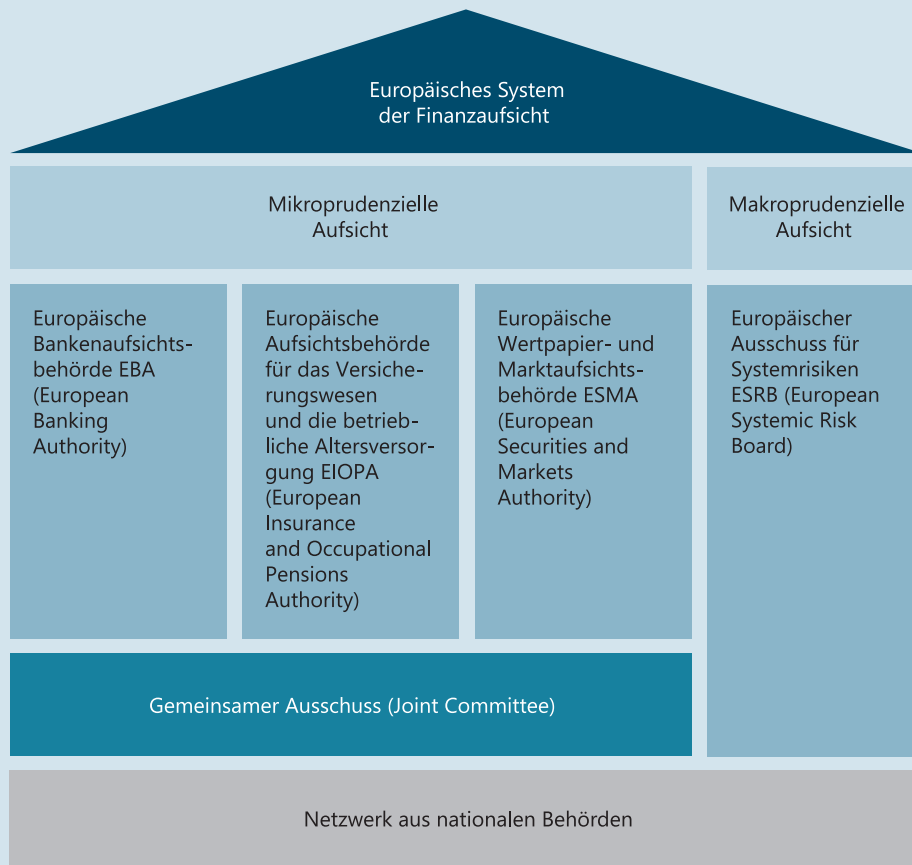 Europäisches System
der Finanzaufsicht
Mikroprudenzielle
Aufsicht
Makroprudenzielle
Aufsicht
Europäische
Bankenaufsichts-
behörde EBA
(European
Banking
Authority)
Europäische
Aufsichtsbehörde
für das Versiche-
rungswesen
und die betrieb-
liche Altersversor-
gung EIOPA
(European
Insurance
and Occupational
Pensions
Authority)
Europäische
Wertpapier- und
Marktaufsichts-
behörde ESMA
(European
Securities and
Markets
Authority)
Europäischer
Ausschuss für
Systemrisiken
ESRB (European
Systemic Risk
Board)
Gemeinsamer Ausschuss (Joint Committee)
Netzwerk aus nationalen Behörden